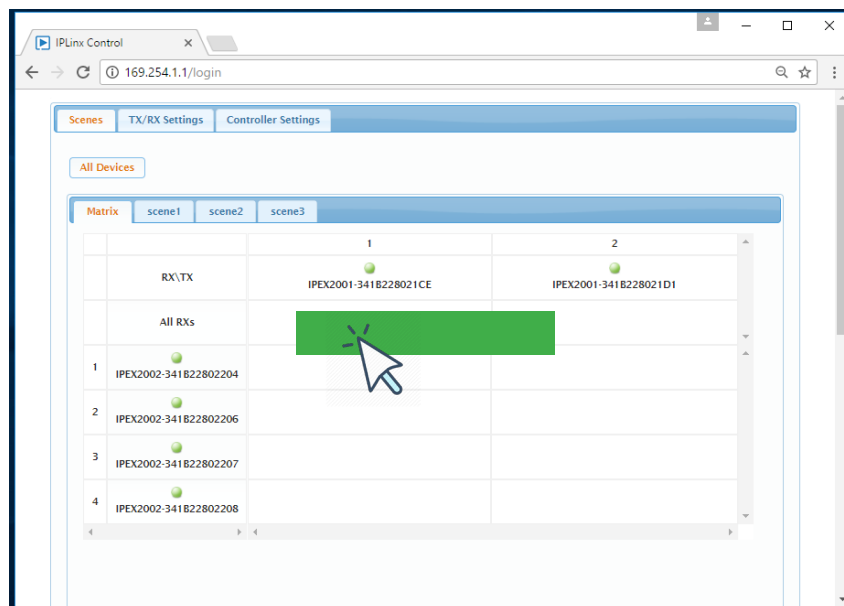 IPLinx Control
169.254.1.1/login
Scenes TX/RX Settings Controller Settings
All Devices
Matrix scene1 scene2 scene3
1 2
RX\TX IPEX2001-341B228021CE IPEX2001-341B228021D1
All RXs
1 IPEX2002-341B22802204
2 IPEX2002-341B22802206
3 IPEX2002-341B22802207
4 IPEX2002-341B22802208